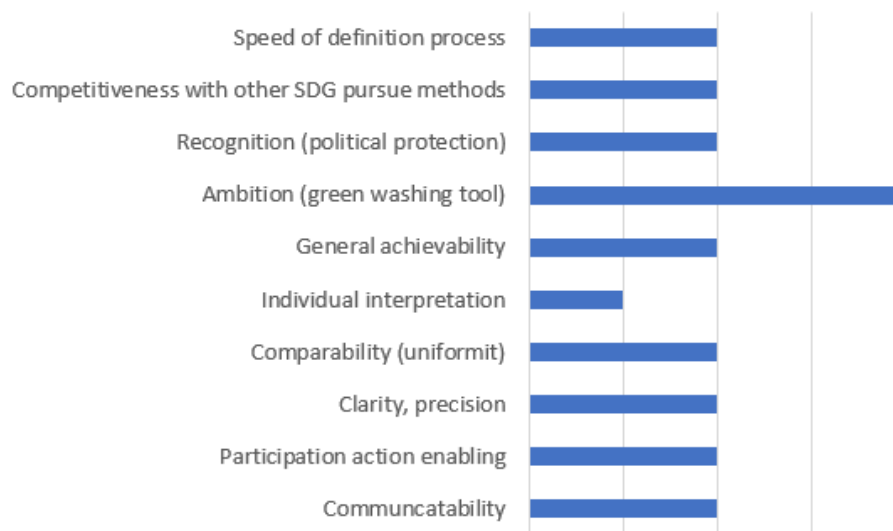 Speed of definition process
Competitiveness with other SDG pursue methods
Recognition (political protection)
Ambition (green washing tool)
General achievability
Individual interpretation
Comparability (uniformit)
Clarity, precision
Participation action enabling
Communcatability